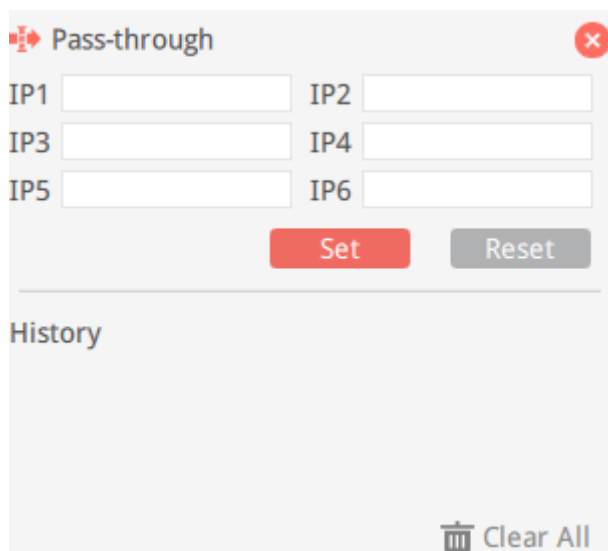 Pass-through
IP1 IP2
IP3 IP4
IP5 IP6
Set Reset
History
Clear All